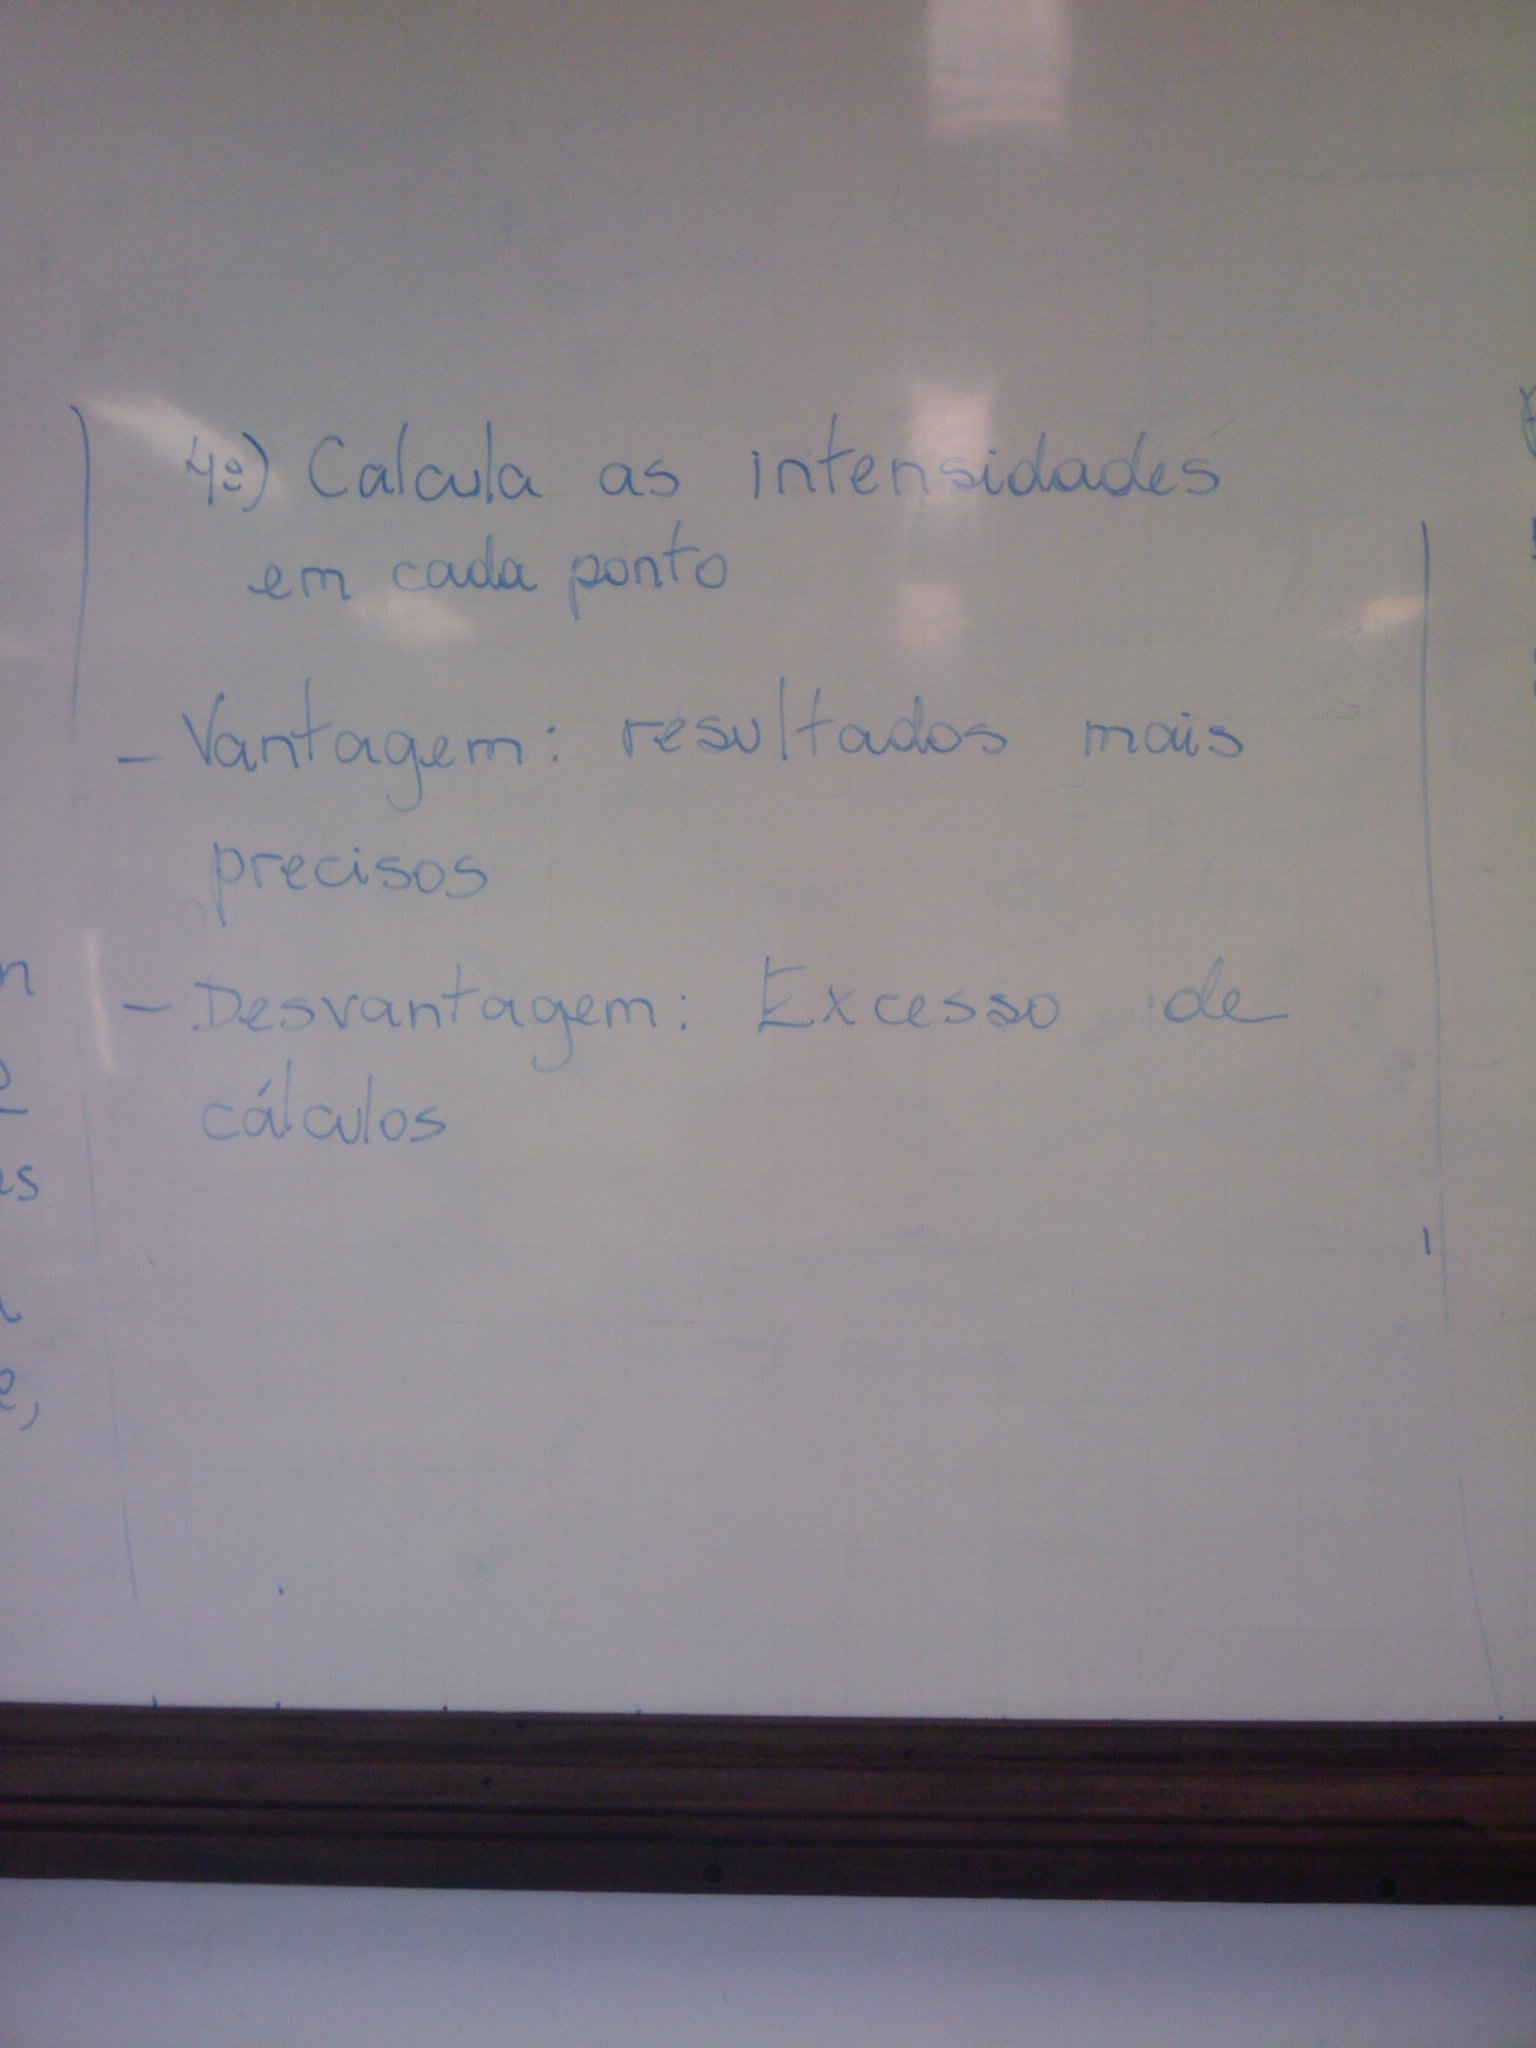 4º) Calcula as intensidades
em cada ponto
- Vantagem: resultados mais
precisos
- Desvantagem: Excesso de
cálculos